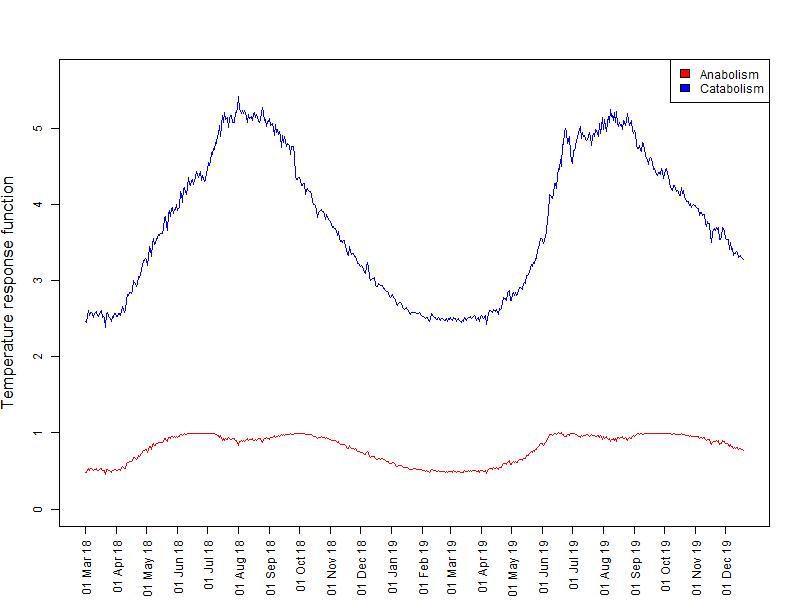 Anabolism
Catabolism
Temperature response function
5
4
3
2
1
0
01 Mar 18
01 Apr 18
01 May 18
01 Jun 18
01 Jul 18
01 Aug 18
01 Sep 18
01 Oct 18
01 Nov 18
01 Dec 18
01 Jan 19
01 Feb 19
01 Mar 19
01 Apr 19
01 May 19
01 Jun 19
01 Jul 19
01 Aug 19
01 Sep 19
01 Oct 19
01 Nov 19
01 Dec 19